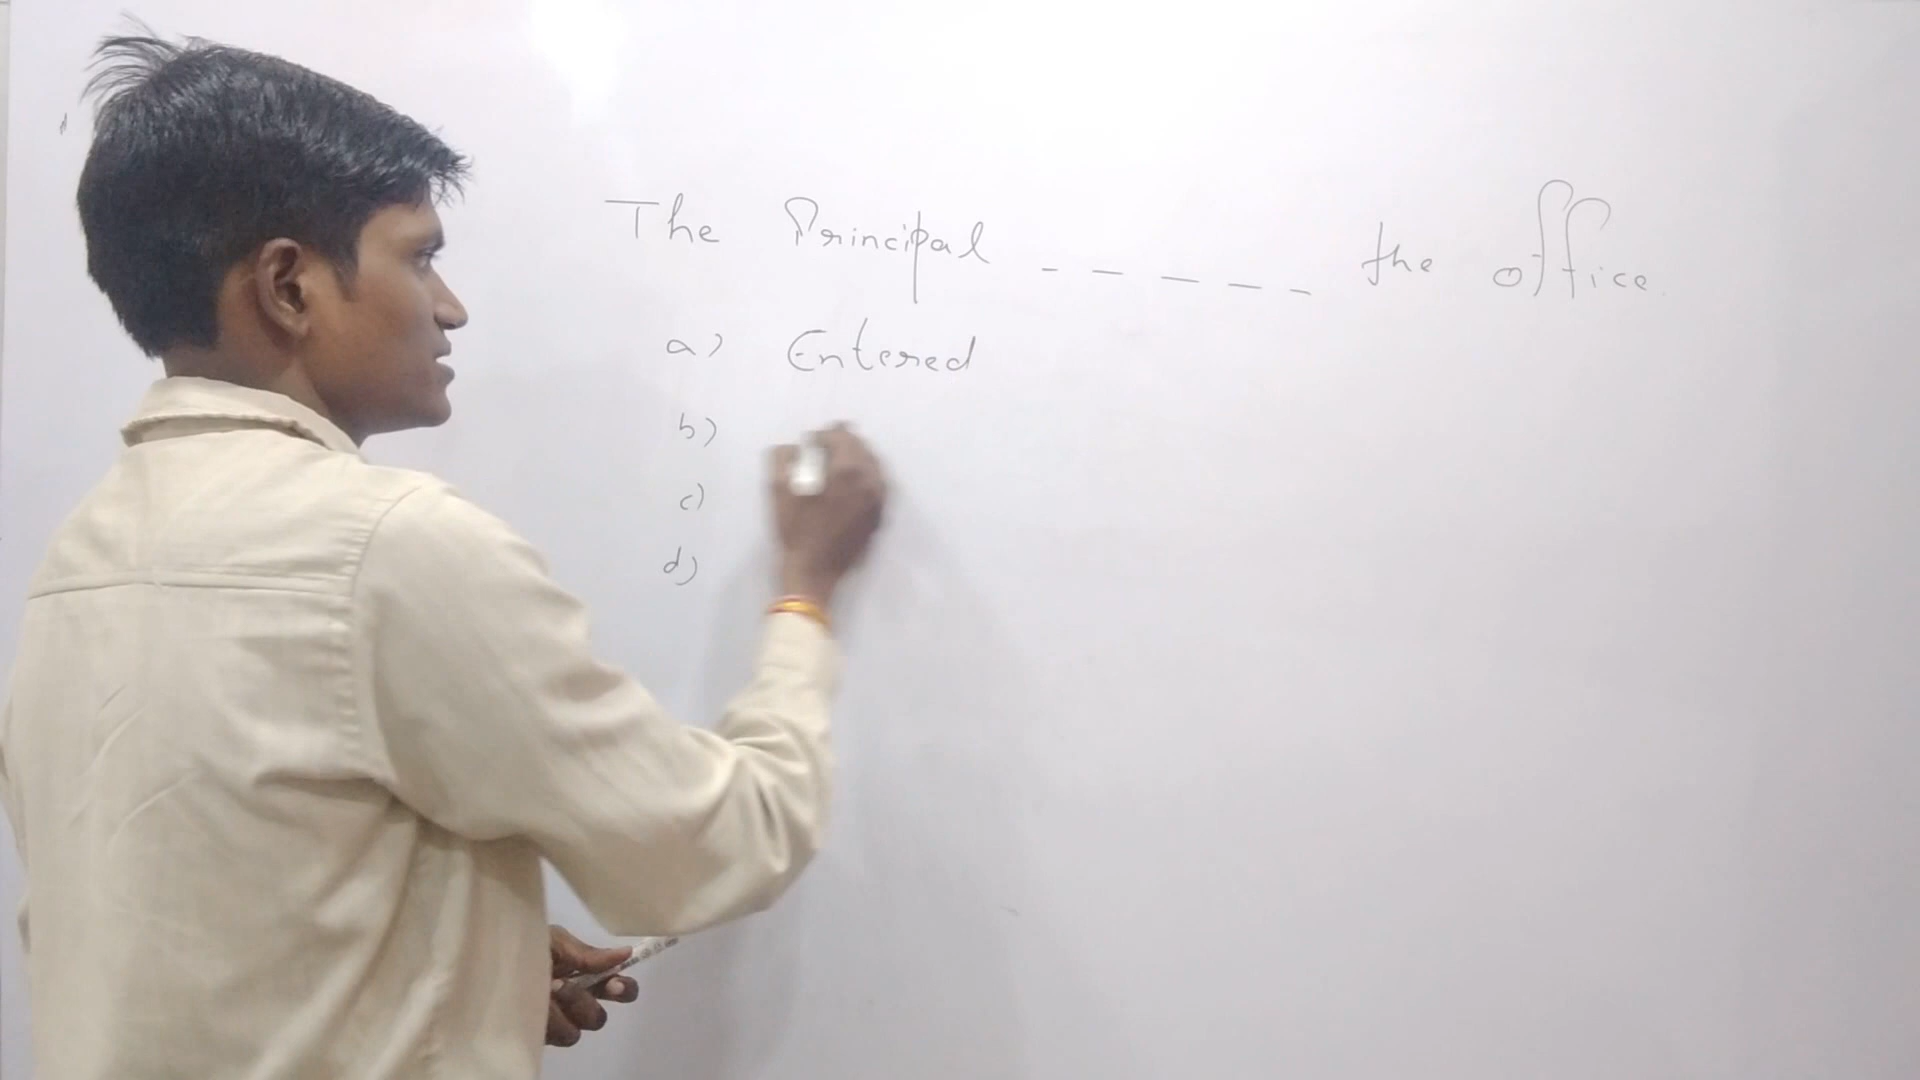 The Principal - - - - - the office.
a) Entered
b)
c)
d)